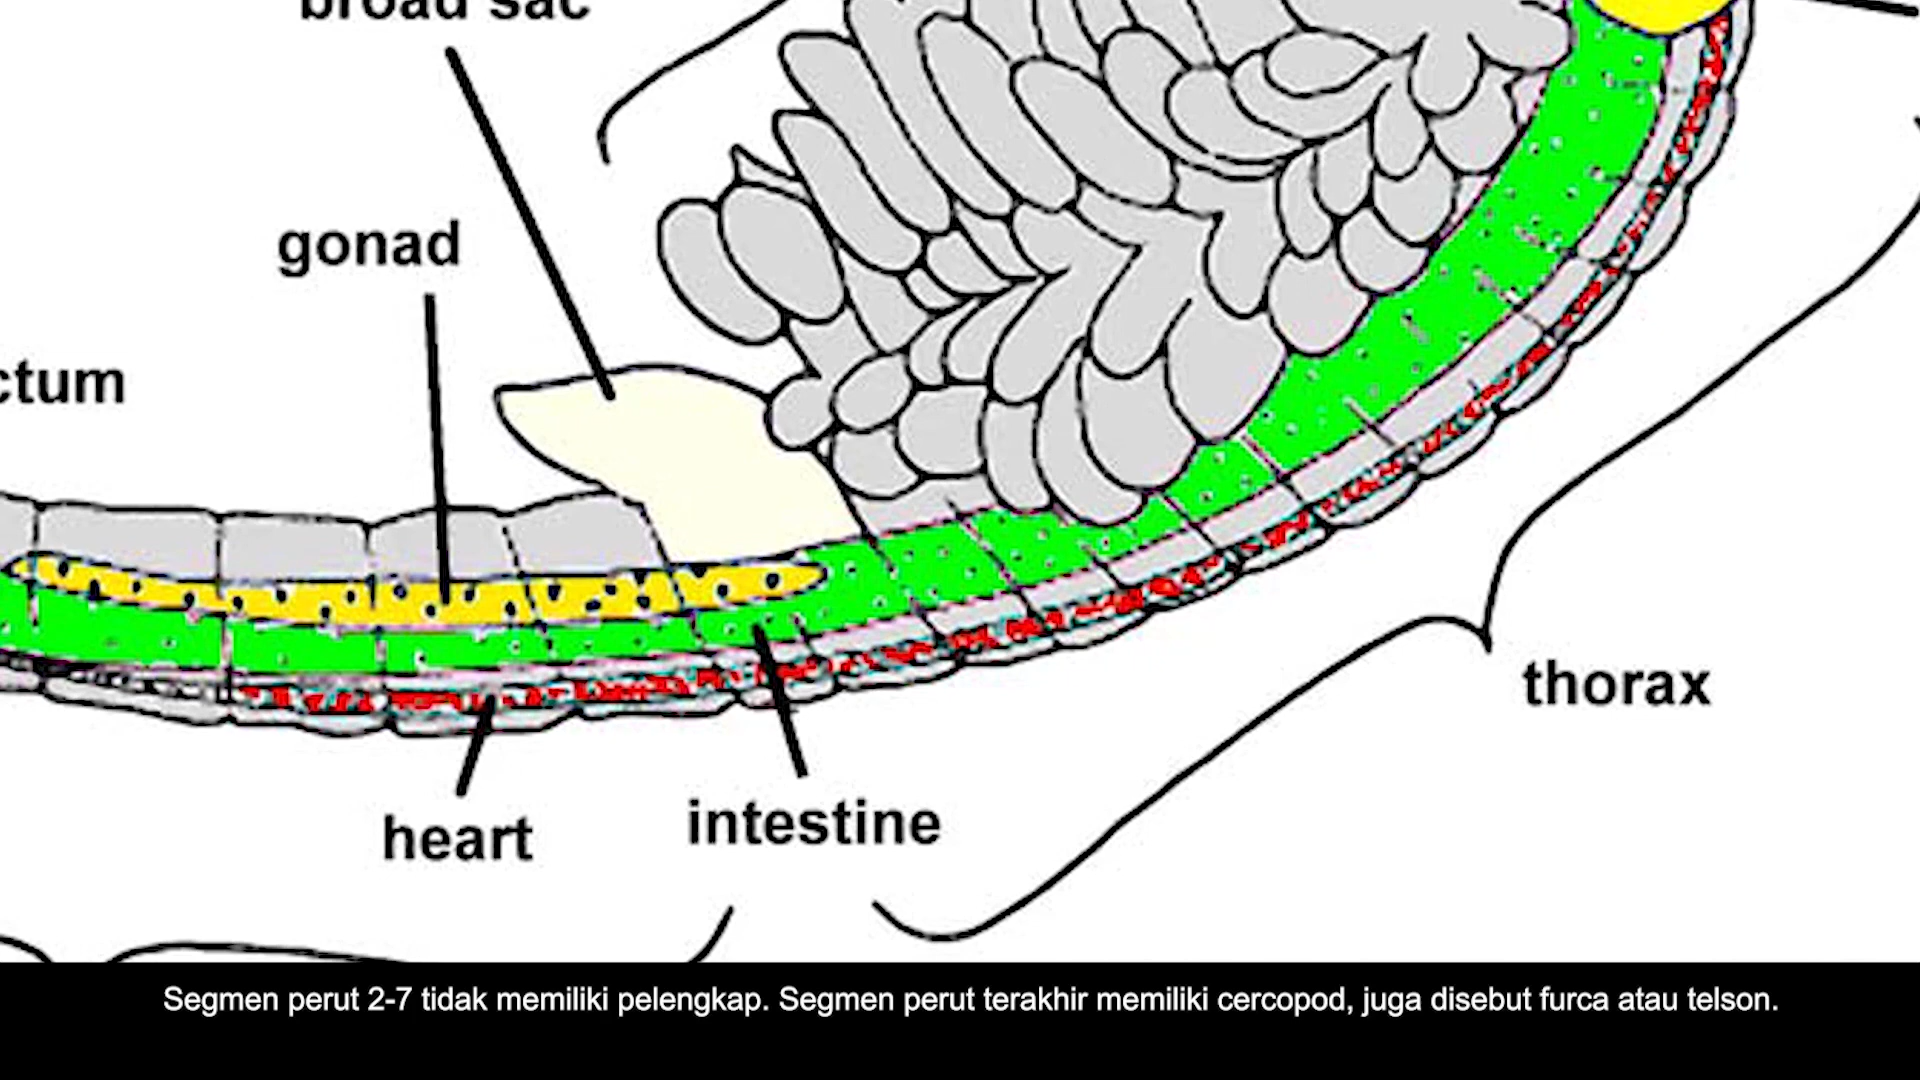 broad sac
gonad
ctum
thorax
intestine
heart
Segmen perut 2-7 tidak memiliki pelengkap. Segmen perut terakhir memiliki cercopod, juga disebut furca atau telson.